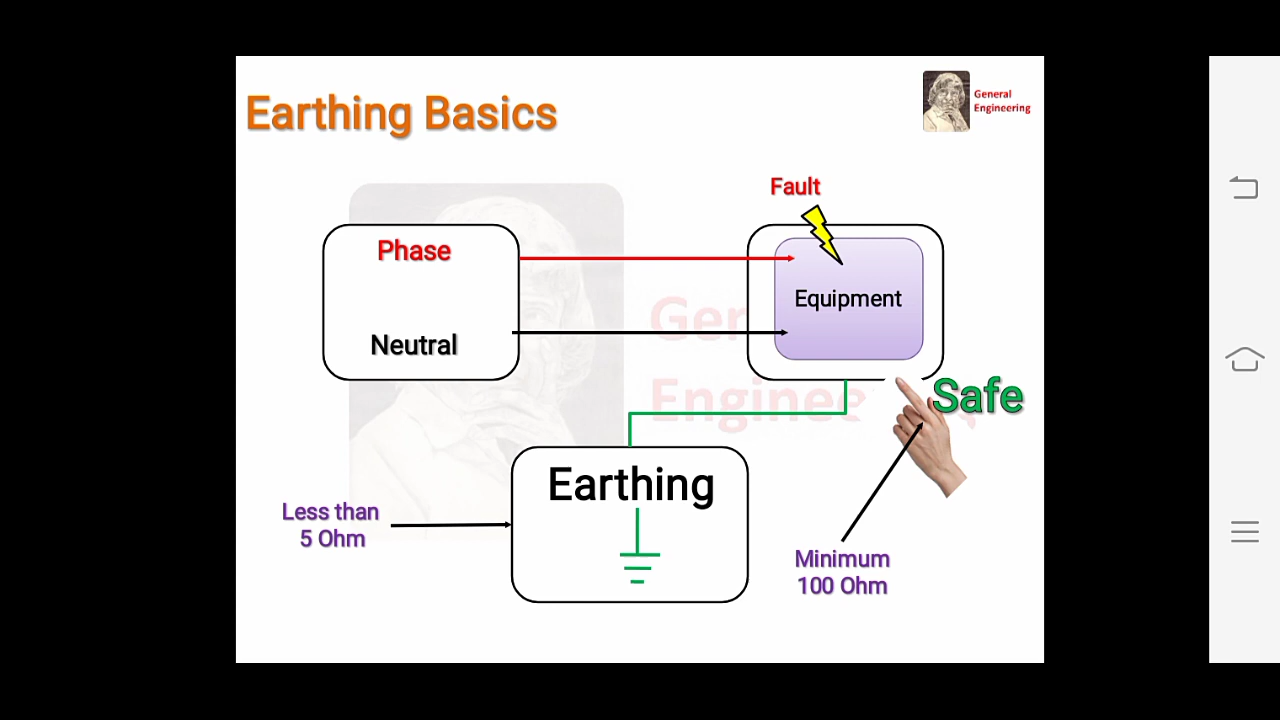 Earthing Basics
General
Engineering
Fault
Phase
Equipment
Neutral
Safe
Earthing
Less than
5 Ohm
Minimum
100 Ohm